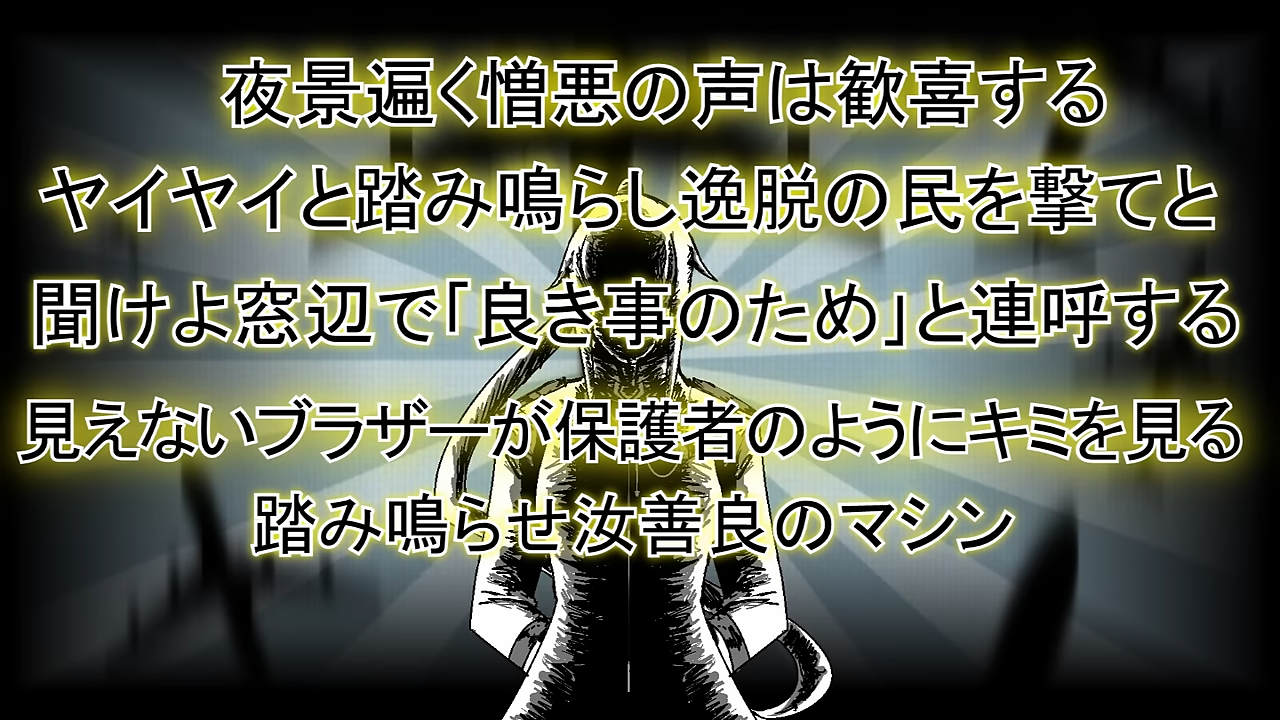 夜景遍く憎悪の声は歓喜する
ヤイヤイと踏み鳴らし逸脱の民を撃てと
聞けよ窓辺で「良き事のため」と連呼する
見えないブラザーが保護者のようにキミを見る
踏み鳴らせ汝善良のマシン